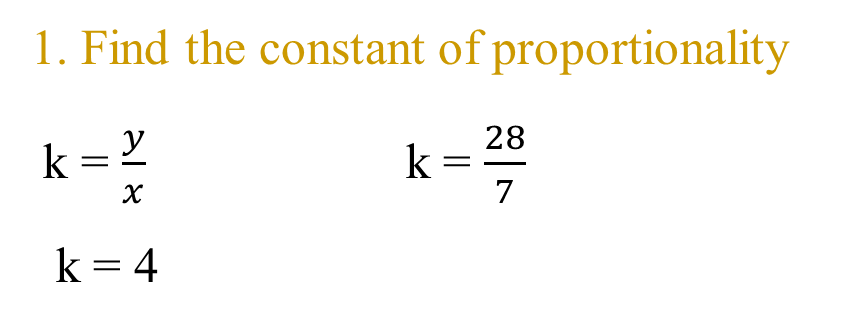 1. Find the constant of proportionality
k = y/x k = 28/7
k = 4